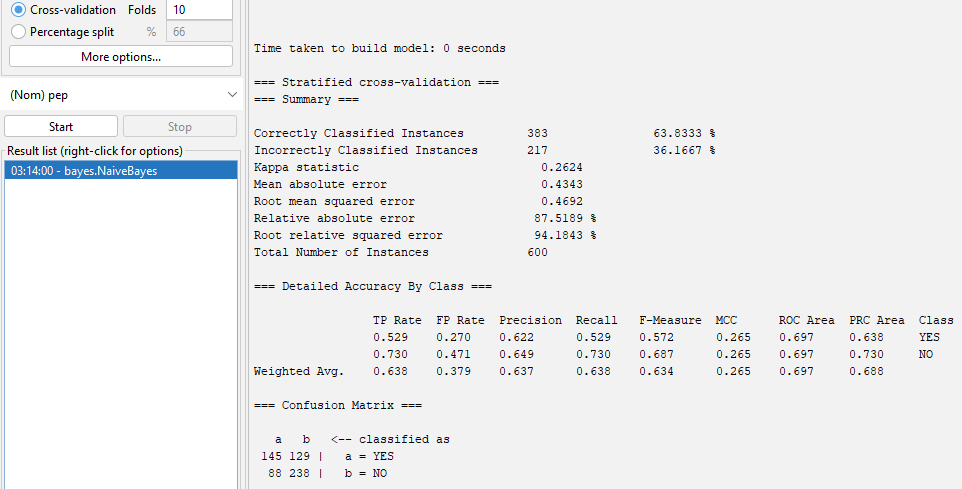 Cross-validation Folds 10
Percentage split % 66
More options...
(Nom) pep
Start Stop
Result list (right-click for options)
03:14:00 - bayes.NaiveBayes
Time taken to build model: 0 seconds
=== Stratified cross-validation ===
=== Summary ===
Correctly Classified Instances 383 63.8333 %
Incorrectly Classified Instances 217 36.1667 %
Kappa statistic 0.2624
Mean absolute error 0.4343
Root mean squared error 0.4692
Relative absolute error 87.5189 %
Root relative squared error 94.1843 %
Total Number of Instances 600
=== Detailed Accuracy By Class ===
TP Rate FP Rate Precision Recall F-Measure MCC ROC Area PRC Area Class
0.529 0.270 0.622 0.529 0.572 0.265 0.697 0.638 YES
0.730 0.471 0.649 0.730 0.687 0.265 0.697 0.730 NO
Weighted Avg. 0.638 0.379 0.637 0.638 0.634 0.265 0.697 0.688
=== Confusion Matrix ===
a b <-- classified as
145 129 | a = YES
88 238 | b = NO